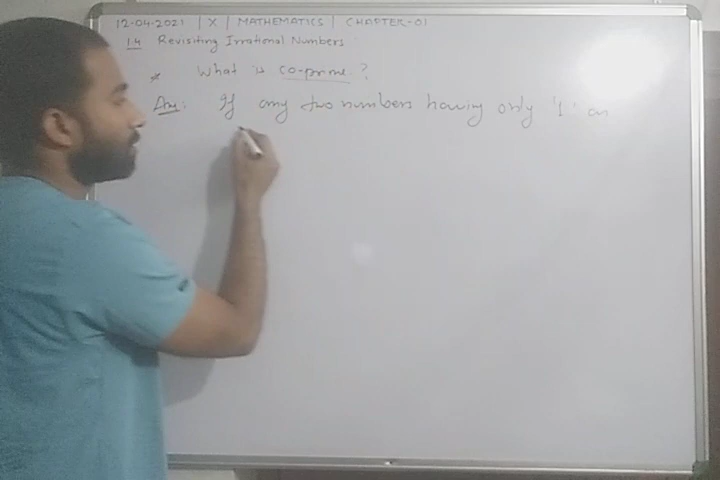 12-04-2021 | X | MATHEMATICS | CHAPTER-01
1.4 Revisiting Irrational Numbers
* What is co-prime ?
Ans: If any two numbers having only '1' as